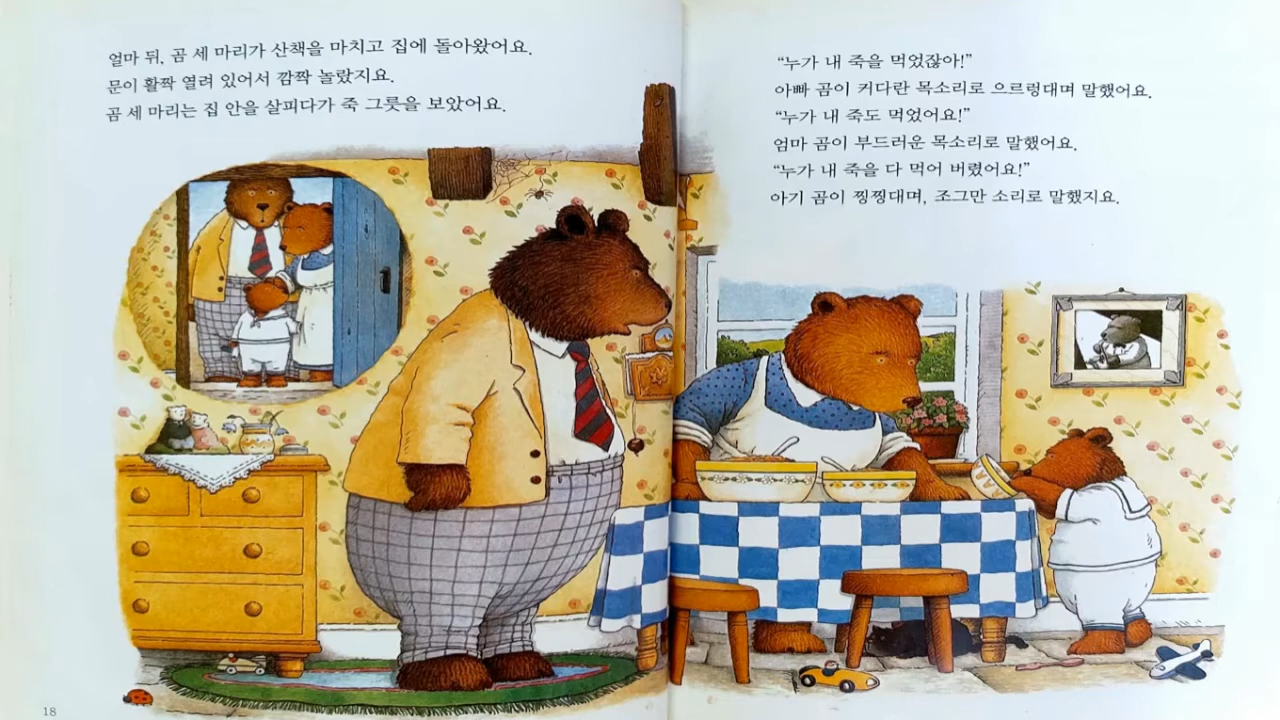 얼마 뒤, 곰 세 마리가 산책을 마치고 집에 돌아왔어요.
문이 활짝 열려 있어서 깜짝 놀랐지요.
곰 세 마리는 집 안을 살피다가 죽 그릇을 보았어요.
“누가 내 죽을 먹었잖아!”
아빠 곰이 커다란 목소리로 으르렁대며 말했어요.
“누가 내 죽도 먹었어요!”
엄마 곰이 부드러운 목소리로 말했어요.
“누가 내 죽을 다 먹어 버렸어요!”
아기 곰이 찡찡대며, 조그만 소리로 말했지요.
18